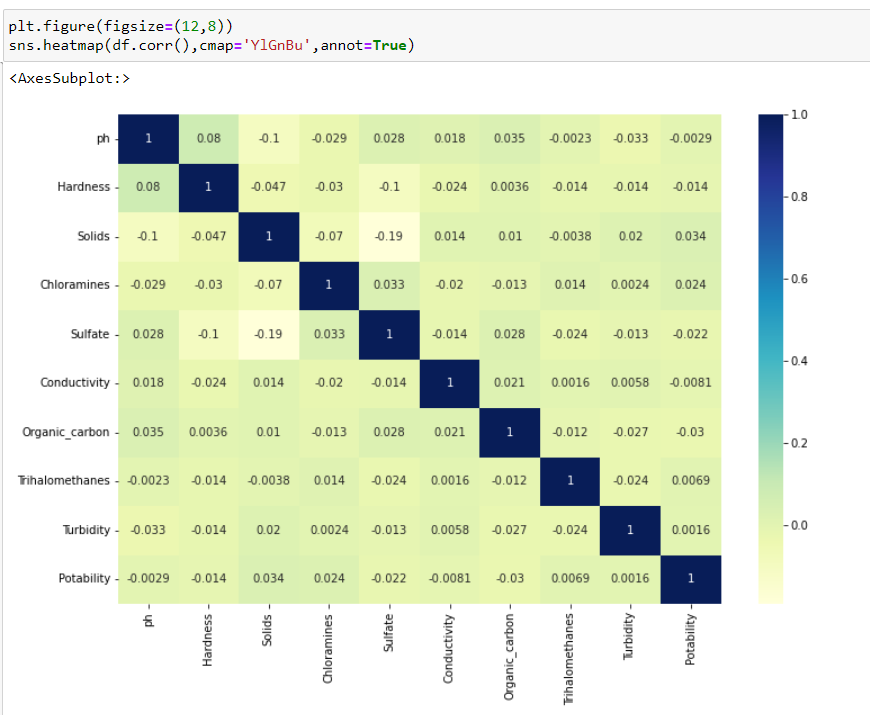 plt.figure(figsize=(12,8))
sns.heatmap(df.corr(),cmap='YlGnBu',annot=True)
<AxesSubplot:>
ph 1 0.08 -0.1 -0.029 0.028 0.018 0.035 -0.0023 -0.033 -0.0029
Hardness 0.08 1 -0.047 -0.03 -0.1 -0.024 0.0036 -0.014 -0.014 -0.014
Solids -0.1 -0.047 1 -0.07 -0.19 0.014 0.01 -0.0038 0.02 0.034
Chloramines -0.029 -0.03 -0.07 1 0.033 -0.02 -0.013 0.014 0.0024 0.024
Sulfate 0.028 -0.1 -0.19 0.033 1 -0.014 0.028 -0.024 -0.013 -0.022
Conductivity 0.018 -0.024 0.014 -0.02 -0.014 1 0.021 0.0016 0.0058 -0.0081
Organic_carbon 0.035 0.0036 0.01 -0.013 0.028 0.021 1 -0.012 -0.027 -0.03
Trihalomethanes -0.0023 -0.014 -0.0038 0.014 -0.024 0.0016 -0.012 1 -0.024 0.0069
Turbidity -0.033 -0.014 0.02 0.0024 -0.013 0.0058 -0.027 -0.024 1 0.0016
Potability -0.0029 -0.014 0.034 0.024 -0.022 -0.0081 -0.03 0.0069 0.0016 1
ph Hardness Solids Chloramines Sulfate Conductivity Organic_carbon Trihalomethanes Turbidity Potability
1.0
0.8
0.6
0.4
0.2
0.0